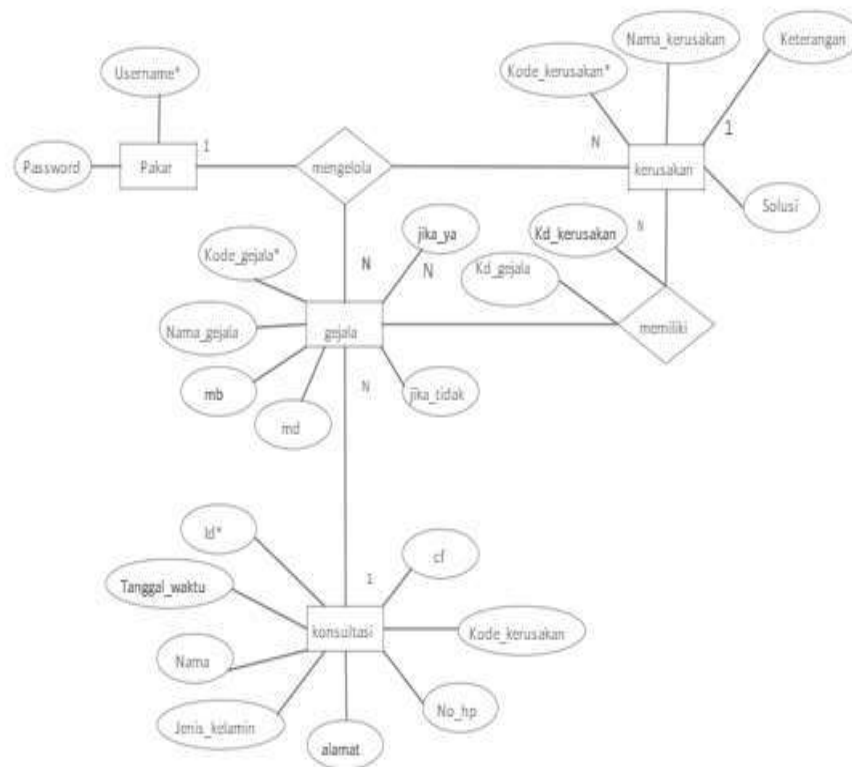 Nama_kerusakan
Keterangan
Username*
Kode_kerusakan*
1
1
N
Password
Pakar
mengelola
kerusakan
Solusi
jika_ya
Kd_kerusakan
N
Kode_gejala*
N
N
Kd_gejala
Nama_gejala
gejala
memiliki
mb
N
jika_tidak
md
Id*
cf
Tanggal_waktu
1
konsultasi
Kode_kerusakan
Nama
No_hp
Jenis_kelamin
alamat